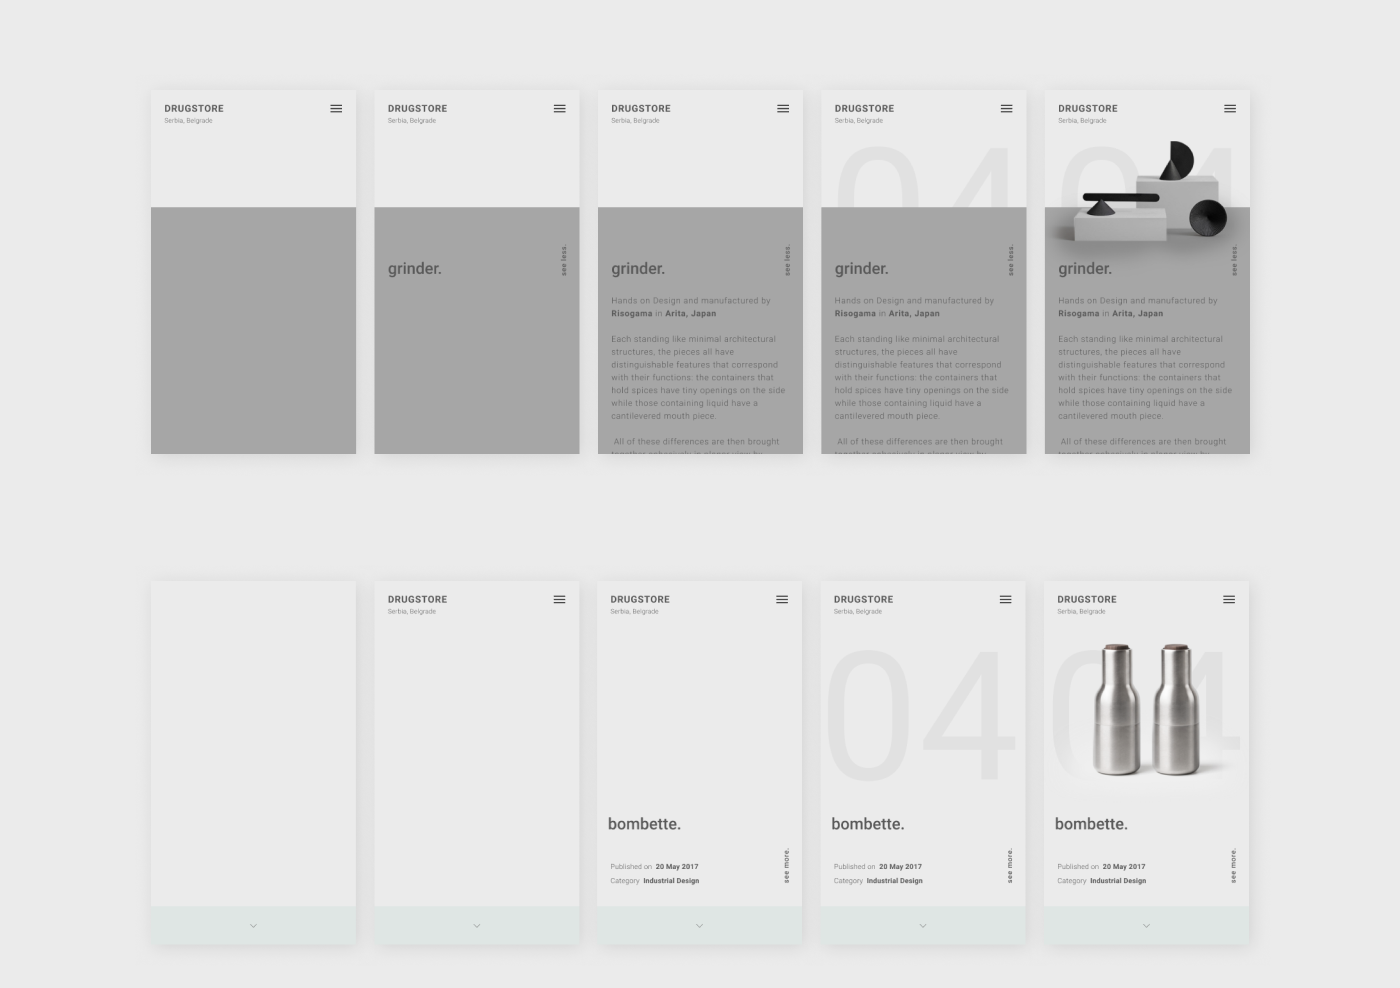 DRUGSTORE
Serbia, Belgrade
DRUGSTORE
Serbia, Belgrade
see less.
grinder.
DRUGSTORE
Serbia, Belgrade
see less.
grinder.
Hands on Design and manufactured by
Risogama in Arita, Japan
Each standing like minimal architectural
structures, the pieces all have
distinguishable features that correspond
with their functions: the containers that
hold spices have tiny openings on the side
while those containing liquid have a
cantilevered mouth piece.
All of these differences are then brought
DRUGSTORE
Serbia, Belgrade
04
see less.
grinder.
Hands on Design and manufactured by
Risogama in Arita, Japan
Each standing like minimal architectural
structures, the pieces all have
distinguishable features that correspond
with their functions: the containers that
hold spices have tiny openings on the side
while those containing liquid have a
cantilevered mouth piece.
All of these differences are then brought
DRUGSTORE
Serbia, Belgrade
04
see less.
grinder.
Hands on Design and manufactured by
Risogama in Arita, Japan
Each standing like minimal architectural
structures, the pieces all have
distinguishable features that correspond
with their functions: the containers that
hold spices have tiny openings on the side
while those containing liquid have a
cantilevered mouth piece.
All of these differences are then brought
DRUGSTORE
Serbia, Belgrade
DRUGSTORE
Serbia, Belgrade
bombette.
see more.
Published on 20 May 2017
Category Industrial Design
DRUGSTORE
Serbia, Belgrade
04
bombette.
see more.
Published on 20 May 2017
Category Industrial Design
DRUGSTORE
Serbia, Belgrade
04
bombette.
see more.
Published on 20 May 2017
Category Industrial Design